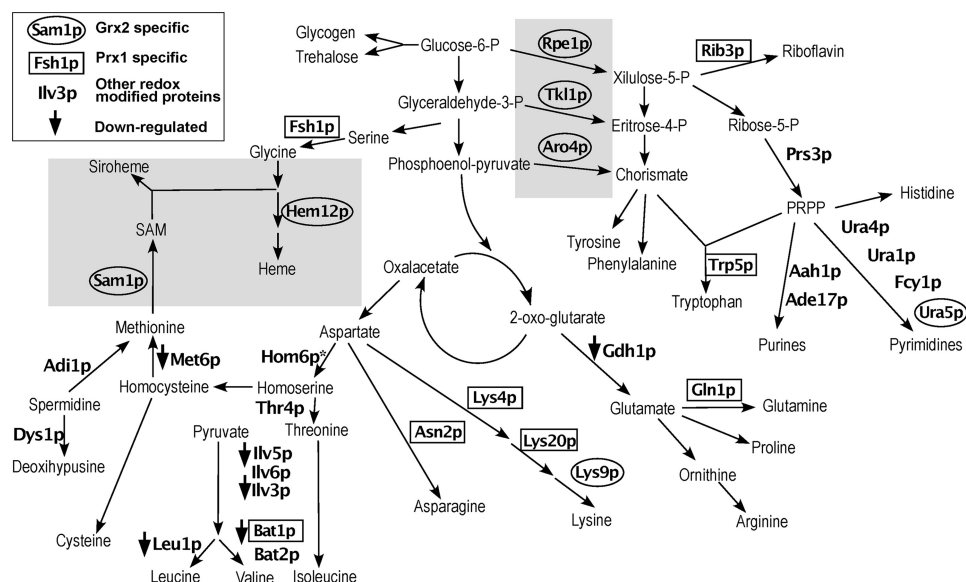 Sam1p
Grx2 specific
Fsh1p
Prx1 specific
Ilv3p
Other redox
modified proteins
Down-regulated
Glycogen
Trehalose
Glucose-6-P
Rpe1p
Rib3p
Riboflavin
Xilulose-5-P
Glyceraldehyde-3-P
Tkl1p
Eritrose-4-P
Ribose-5-P
Fsh1p
Serine
Glycine
Phosphoenol-pyruvate
Aro4p
Chorismate
Prs3p
Siroheme
Hem12p
SAM
Heme
Sam1p
PRPP
Histidine
Ura4p
Ura1p
Fcy1p
Ura5p
Tyrosine
Phenylalanine
Trp5p
Tryptophan
Aah1p
Ade17p
Purines
Pyrimidines
Oxalacetate
2-oxo-glutarate
Methionine
Aspartate
Gdh1p
Adi1p
Met6p
Hom6p*
Spermidine
Homocysteine
Homoserine
Thr4p
Threonine
Dys1p
Deoxihypusine
Pyruvate
Ilv5p
Ilv6p
Ilv3p
Lys4p
Asn2p
Lys20p
Lys9p
Glutamate
Gln1p
Glutamine
Proline
Ornithine
Arginine
Asparagine
Lysine
Cysteine
Leu1p
Bat1p
Bat2p
Leucine
Valine
Isoleucine